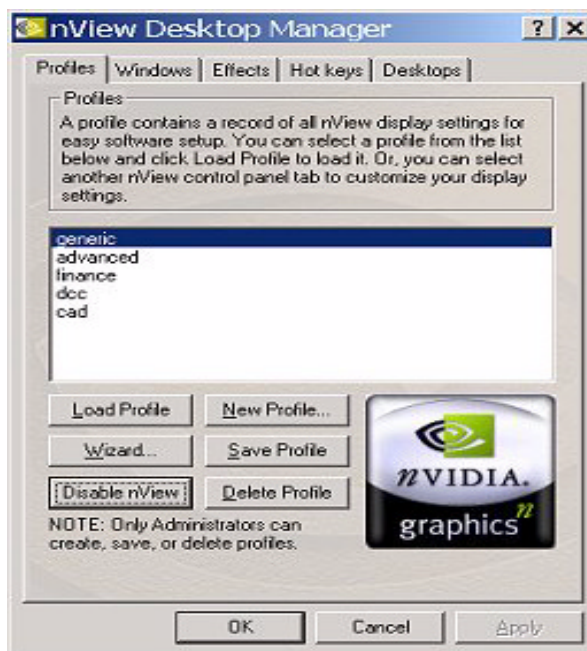 nView Desktop Manager
Profiles Windows Effects Hot keys Desktops
Profiles
A profile contains a record of all nView display settings for
easy software setup. You can select a profile from the list
below and click Load Profile to load it. Or, you can select
another nView control panel tab to customize your display
settings.
generic
advanced
finance
dcc
cad
Load Profile New Profile...
Wizard... Save Profile
Disable nView Delete Profile
NOTE: Only Administrators can
create, save, or delete profiles.
nVIDIA.
graphics n
OK Cancel Apply